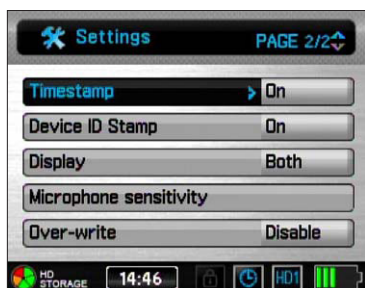 Settings PAGE 2/2
Timestamp On
Device ID Stamp On
Display Both
Microphone sensitivity
Over-write Disable
HD STORAGE 14:46 HD1